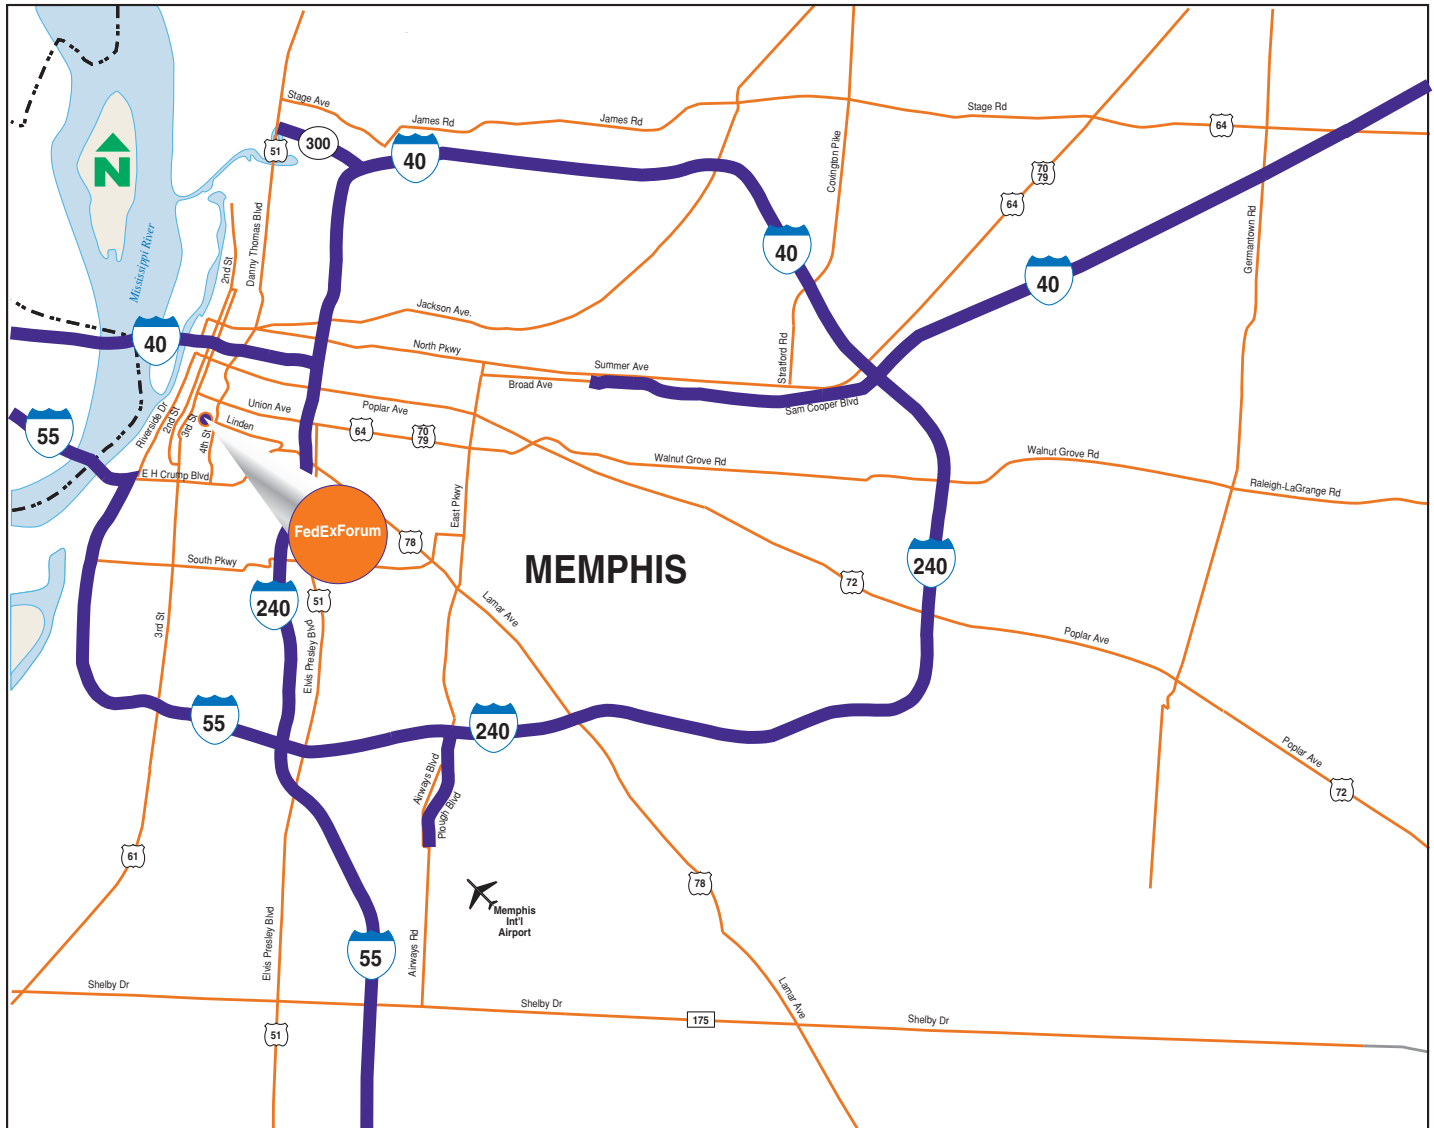 Stage Ave
James Rd
James Rd
Stage Rd
64
51
300
40
Covington Pike
70
79
64
N
Mississippi River
2nd St
Danny Thomas Blvd
40
40
Germantown Rd
Jackson Ave.
40
North Pkwy
Summer Ave
Stratford Rd
Broad Ave
Sam Cooper Blvd
55
Riverside Dr
2nd St
3rd St
4th St
Union Ave
Linden
Poplar Ave
64
70
79
Walnut Grove Rd
Walnut Grove Rd
Raleigh-LaGrange Rd
E H Crump Blvd
East Pkwy
FedExForum
78
South Pkwy
MEMPHIS
240
72
240
51
Lamar Ave
3rd St
Elvis Presley Blvd
Poplar Ave
55
240
Airways Blvd
Plough Blvd
Poplar Ave
72
61
78
Memphis
Int'l
Airport
Elvis Presley Blvd
55
Airways Rd
Shelby Dr
Shelby Dr
175
Lamar Ave
Shelby Dr
51